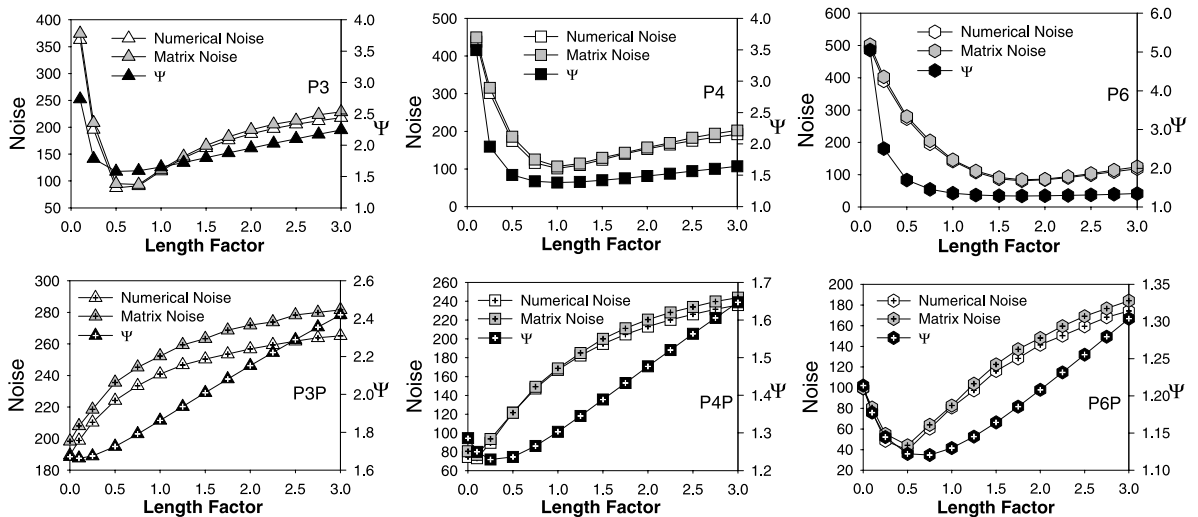 400 4.0 500 4.0 600 6.0
350 3.5 400 3.5 500 5.0
300 3.0 300 3.0 400 4.0
250 2.5 200 2.5 300 3.0
200 2.0 100 2.0 200 2.0
150 1.5 0 1.5 100 1.0
100 1.0 1.0 0
50
Numerical Noise
Matrix Noise
Ψ
P3
Noise
Ψ
0.0 0.5 1.0 1.5 2.0 2.5 3.0
Length Factor
Numerical Noise
Matrix Noise
Ψ
P4
Noise
Ψ
0.0 0.5 1.0 1.5 2.0 2.5 3.0
Length Factor
Numerical Noise
Matrix Noise
Ψ
P6
Noise
Ψ
0.0 0.5 1.0 1.5 2.0 2.5 3.0
Length Factor
300 2.6 260 1.7 200 1.35
280 2.4 240 1.6 180 1.30
260 2.2 220 1.5 160 1.25
240 2.0 200 1.4 140 1.20
220 1.8 180 1.3 120 1.15
200 1.6 160 1.2 100 1.10
180 140 80
120 60
100 40
80 20
60
Numerical Noise
Matrix Noise
Ψ
P3P
Noise
Ψ
0.0 0.5 1.0 1.5 2.0 2.5 3.0
Length Factor
Numerical Noise
Matrix Noise
Ψ
P4P
Noise
Ψ
0.0 0.5 1.0 1.5 2.0 2.5 3.0
Length Factor
Numerical Noise
Matrix Noise
Ψ
P6P
Noise
Ψ
0.0 0.5 1.0 1.5 2.0 2.5 3.0
Length Factor